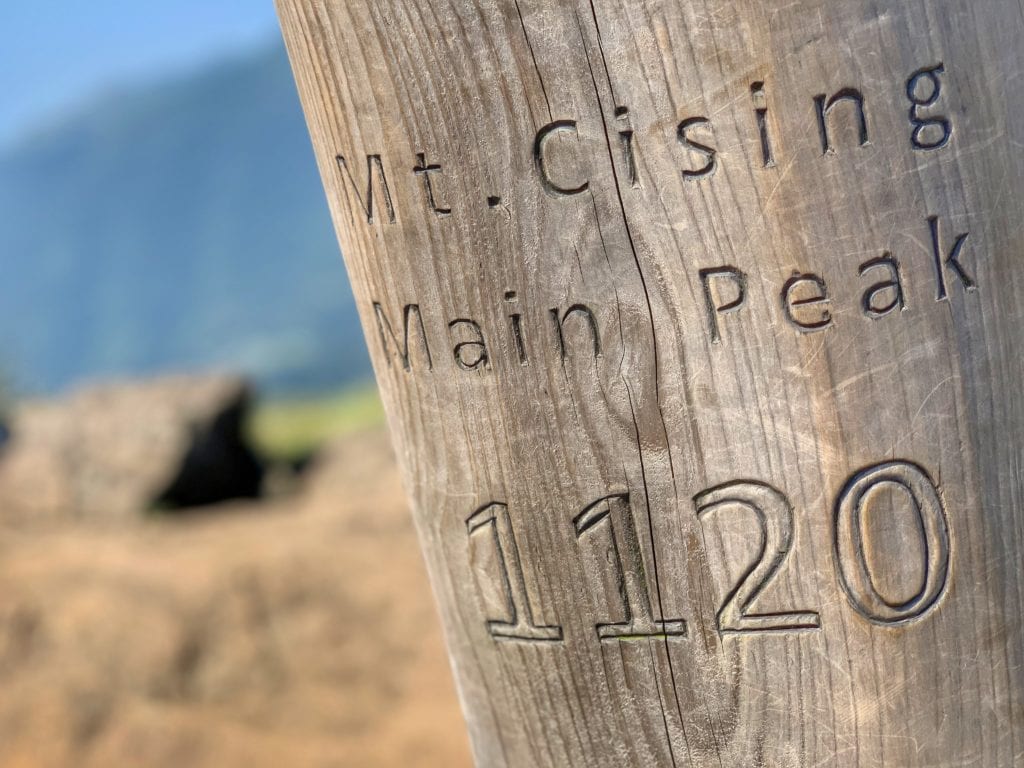 Mt. Cising
Main Peak
1120